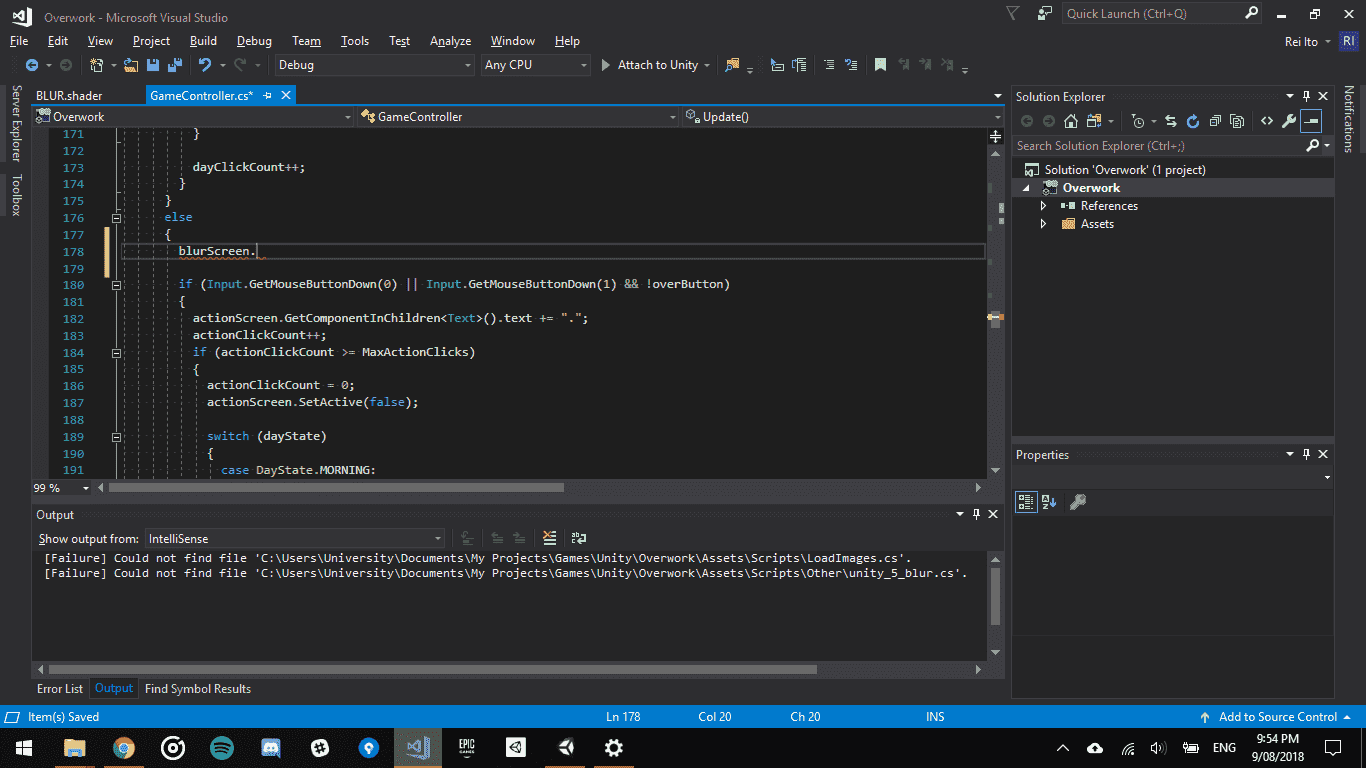 Overwork - Microsoft Visual Studio
Quick Launch (Ctrl+Q)
File Edit View Project Build Debug Team Tools Test Analyze Window Help
Rei Ito RI
Debug Any CPU Attach to Unity
Server Explorer
Toolbox
BLUR.shader GameController.cs*
Overwork GameController Update()
171 }
172
173 dayClickCount++;
174 }
175 }
176 else
177 {
178 blurScreen.
179
180 if (Input.GetMouseButtonDown(0) || Input.GetMouseButtonDown(1) && !overButton)
181 {
182 actionScreen.GetComponentInChildren<Text>().text += ".";
183 actionClickCount++;
184 if (actionClickCount >= MaxActionClicks)
185 {
186 actionClickCount = 0;
187 actionScreen.SetActive(false);
188
189 switch (dayState)
190 {
191 case DayState.MORNING:
99 %
Output
Show output from: IntelliSense
[Failure] Could not find file 'C:\Users\University\Documents\My Projects\Games\Unity\Overwork\Assets\Scripts\LoadImages.cs'.
[Failure] Could not find file 'C:\Users\University\Documents\My Projects\Games\Unity\Overwork\Assets\Scripts\Other\unity_5_blur.cs'.
Error List Output Find Symbol Results
Solution Explorer
Search Solution Explorer (Ctrl+;)
Solution 'Overwork' (1 project)
Overwork
References
Assets
Properties
Notifications
Item(s) Saved Ln 178 Col 20 Ch 20 INS Add to Source Control
EPIC GAMES
ENG
9:54 PM
9/08/2018